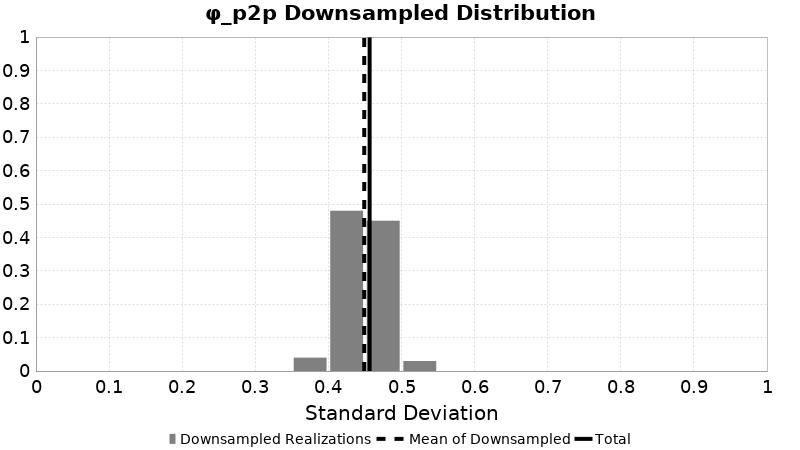 φ_p2p Downsampled Distribution
1
0.9
0.8
0.7
0.6
0.5
0.4
0.3
0.2
0.1
0
0 0.1 0.2 0.3 0.4 0.5 0.6 0.7 0.8 0.9 1
Standard Deviation
Downsampled Realizations Mean of Downsampled Total